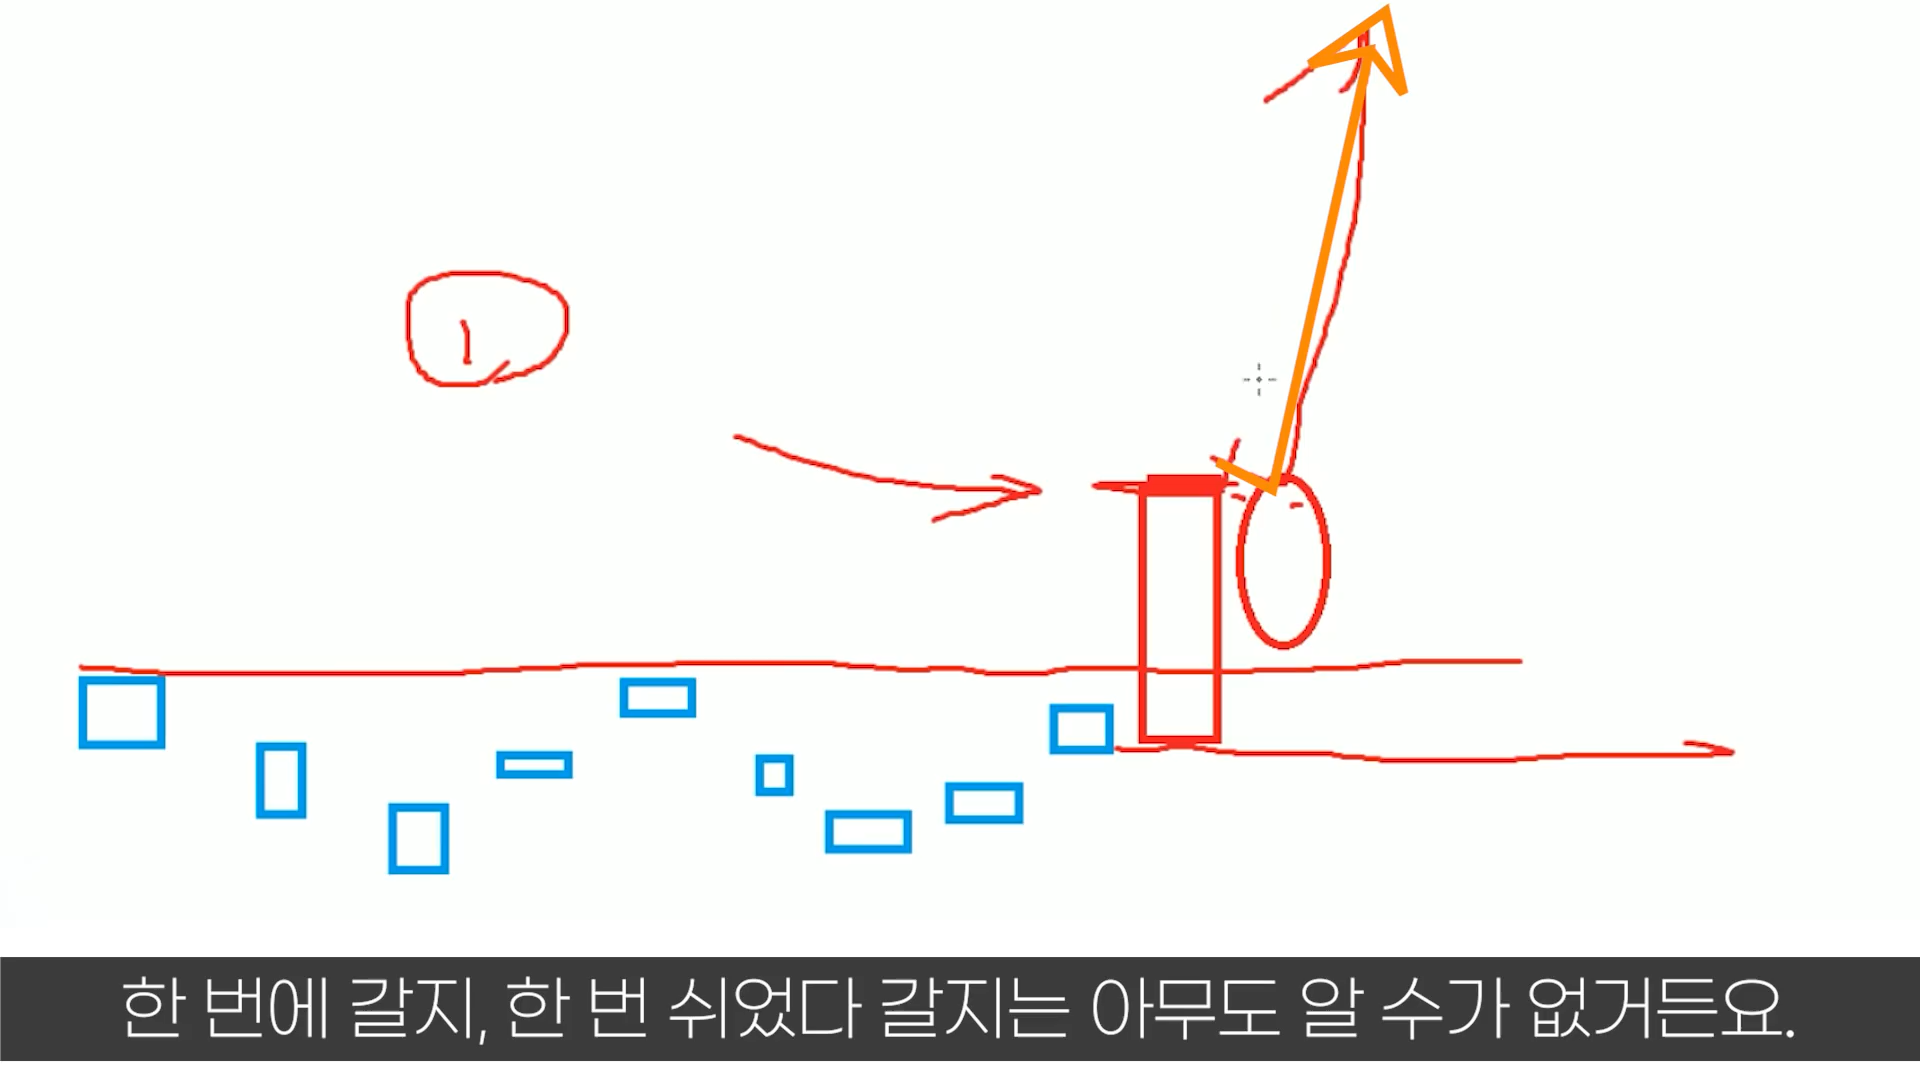 1
한 번에 갈지, 한 번 쉬었다 갈지는 아무도 알 수가 없거든요.